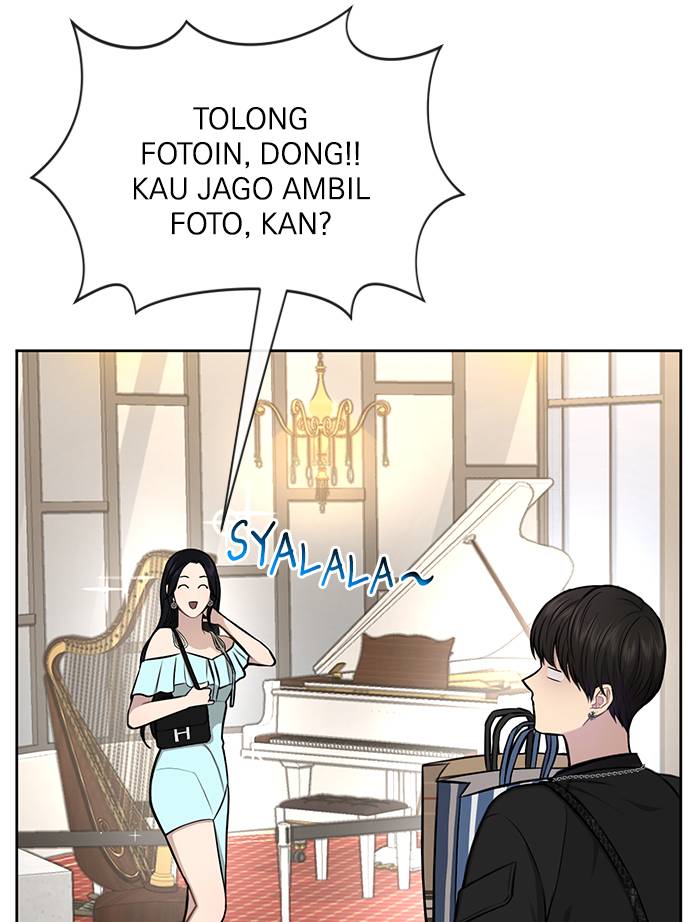 TOLONG
FOTOIN, DONG!!
KAU JAGO AMBIL
FOTO, KAN?
SYALALA~
H